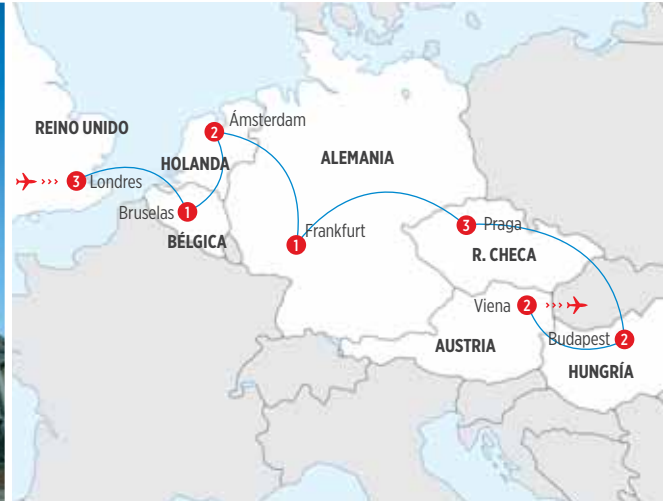 REINO UNIDO
2
Ámsterdam
HOLANDA
ALEMANIA
3 Londres
Bruselas 1
BÉLGICA
1
Frankfurt
3 Praga
R. CHECA
Viena 2
Budapest 2
AUSTRIA
HUNGRÍA